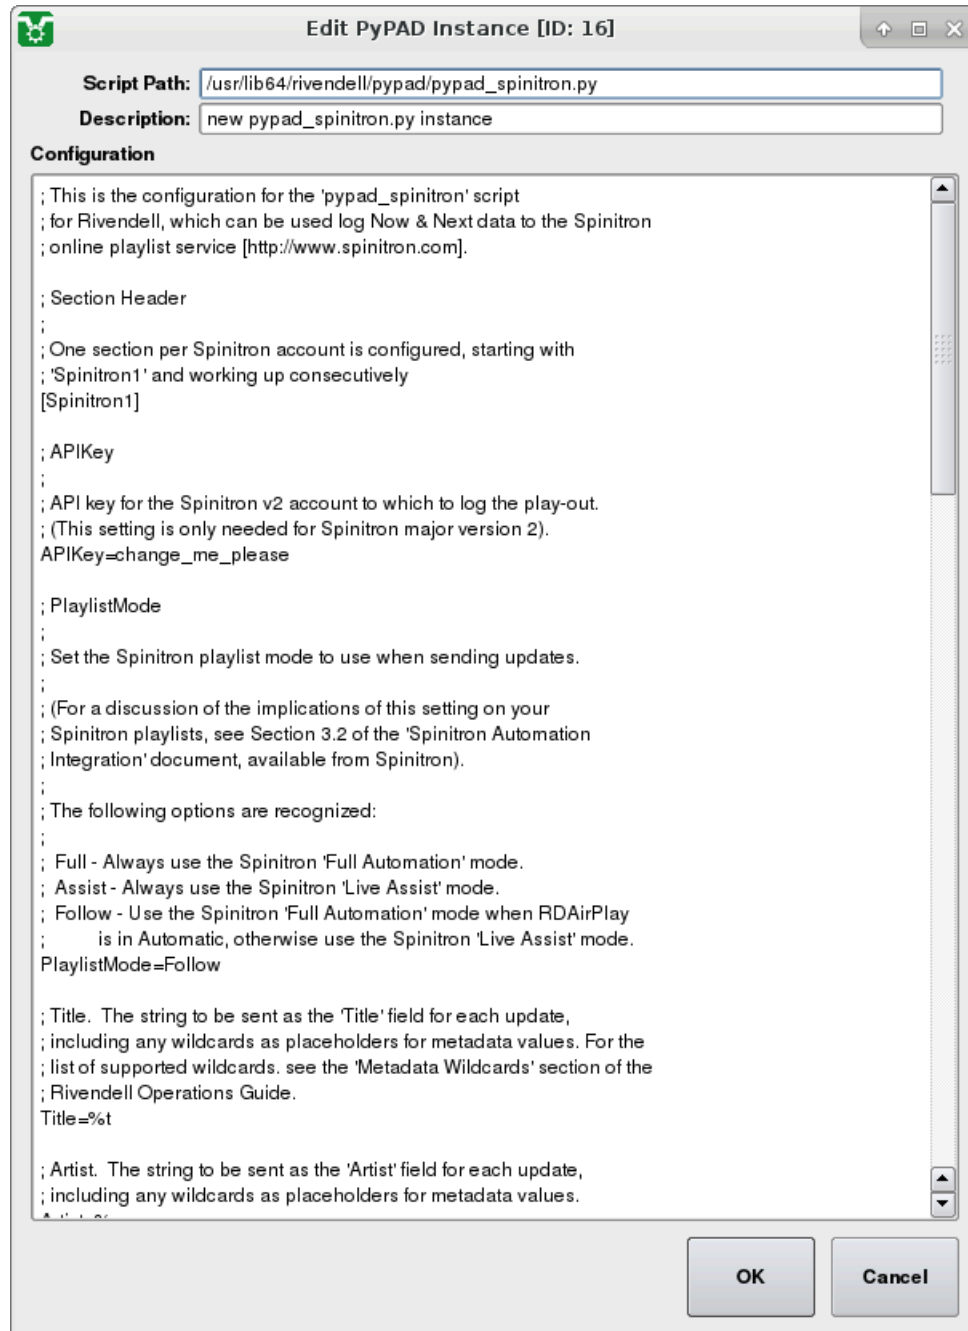 Edit PyPAD Instance [ID: 16]
Script Path: /usr/lib64/rivendell/pypad/pypad_spinitron.py
Description: new pypad_spinitron.py instance
Configuration
; This is the configuration for the 'pypad_spinitron' script
; for Rivendell, which can be used log Now & Next data to the Spinitron
; online playlist service [http://www.spinitron.com].
; Section Header
;
; One section per Spinitron account is configured, starting with
; 'Spinitron1' and working up consecutively
[Spinitron1]
; APIKey
;
; API key for the Spinitron v2 account to which to log the play-out.
; (This setting is only needed for Spinitron major version 2).
APIKey=change_me_please
; PlaylistMode
;
; Set the Spinitron playlist mode to use when sending updates.
;
; (For a discussion of the implications of this setting on your
; Spinitron playlists, see Section 3.2 of the 'Spinitron Automation
; Integration' document, available from Spinitron).
;
; The following options are recognized:
;
;  Full - Always use the Spinitron 'Full Automation' mode.
;  Assist - Always use the Spinitron 'Live Assist' mode.
;  Follow - Use the Spinitron 'Full Automation' mode when RDAirPlay
;          is in Automatic, otherwise use the Spinitron 'Live Assist' mode.
PlaylistMode=Follow
; Title.  The string to be sent as the 'Title' field for each update,
; including any wildcards as placeholders for metadata values. For the
; list of supported wildcards. see the 'Metadata Wildcards' section of the
; Rivendell Operations Guide.
Title=%t
; Artist.  The string to be sent as the 'Artist' field for each update,
; including any wildcards as placeholders for metadata values.
OK
Cancel